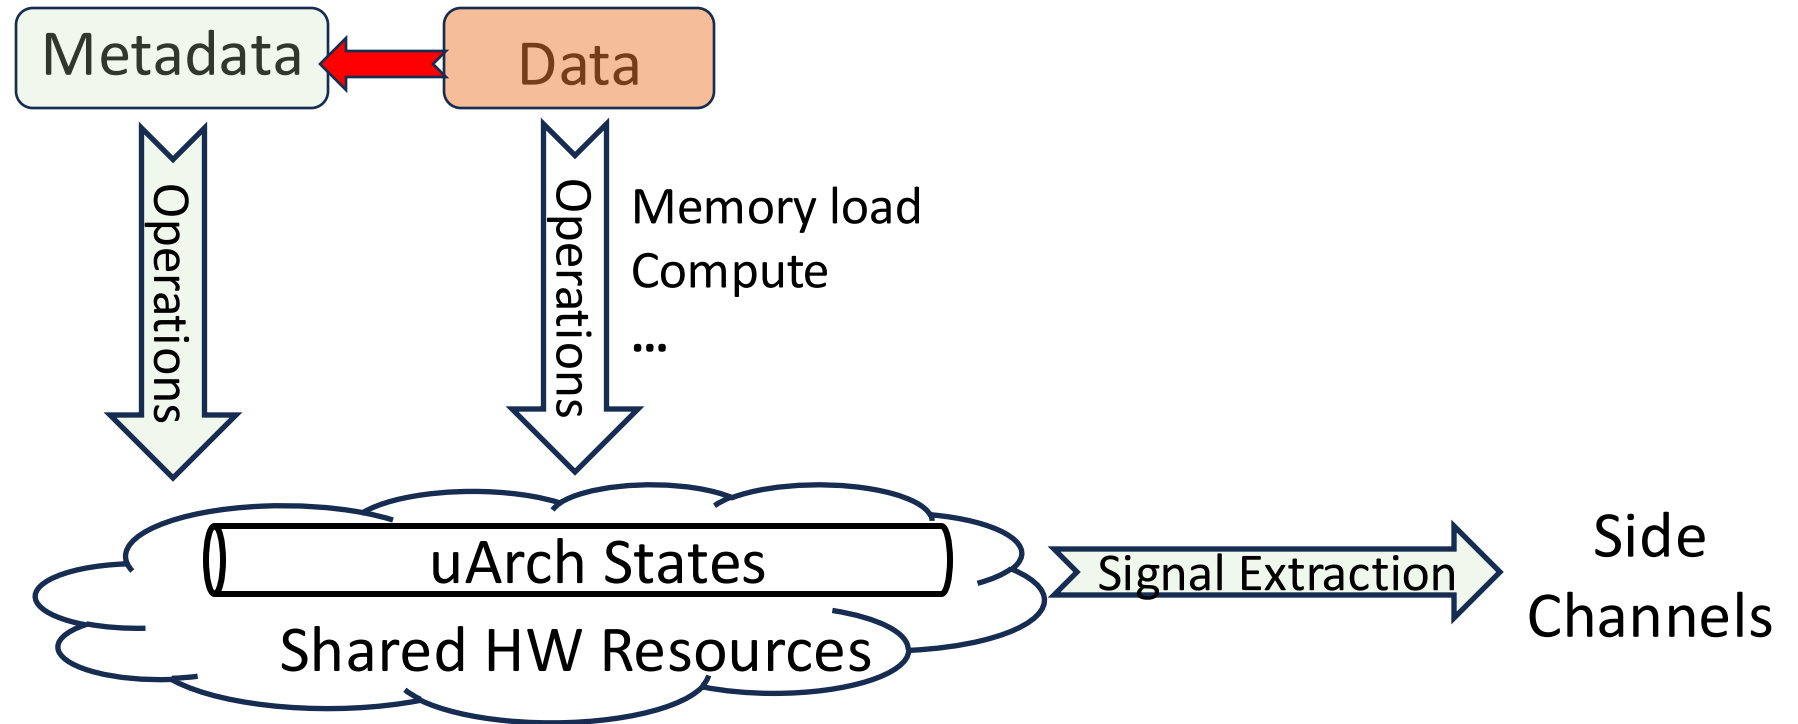 Metadata
Data
Operations
Operations
Memory load
Compute
...
uArch States
Shared HW Resources
Signal Extraction
Side
Channels